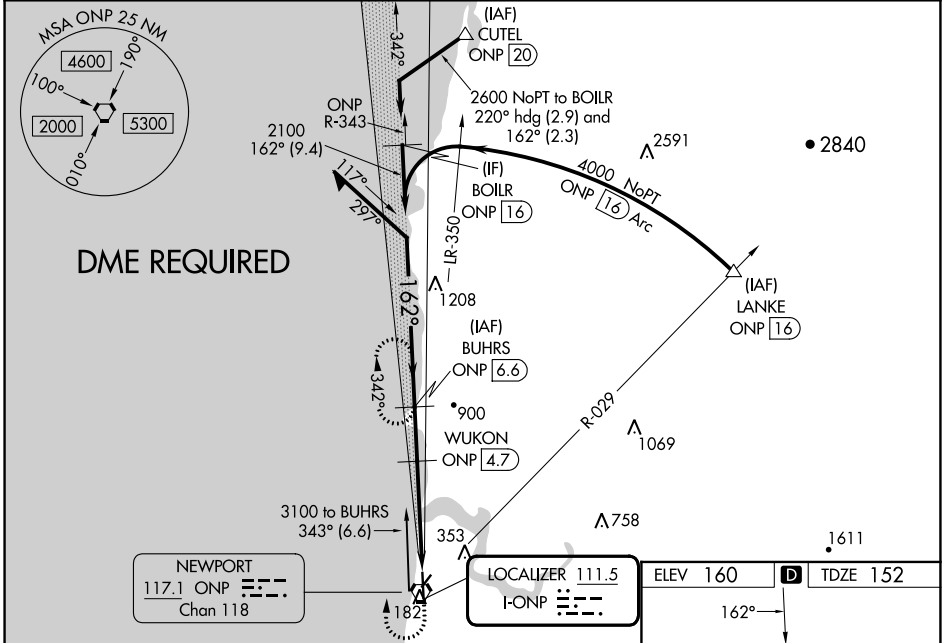 MSA ONP 25 NM
190°
4600
100°
2000
5300
010°
342°
(IAF)
CUTEL
ONP 20
2600 NoPT to BOILR
220° hdg (2.9) and
162° (2.3)
ONP
R-343
2100
162° (9.4)
2591
2840
4000 NoPT
ONP 16 Arc
(IF)
BOILR
ONP 16
117°
297°
LR-350
DME REQUIRED
162°
1208
(IAF)
LANKE
ONP 16
(IAF)
BUHRS
ONP 6.6
342°
900
R-029
WUKON
ONP 4.7
1069
3100 to BUHRS
343° (6.6)
758
353
1611
NEWPORT
117.1 ONP
Chan 118
182
LOCALIZER 111.5
I-ONP
ELEV 160
D
TDZE 152
162°